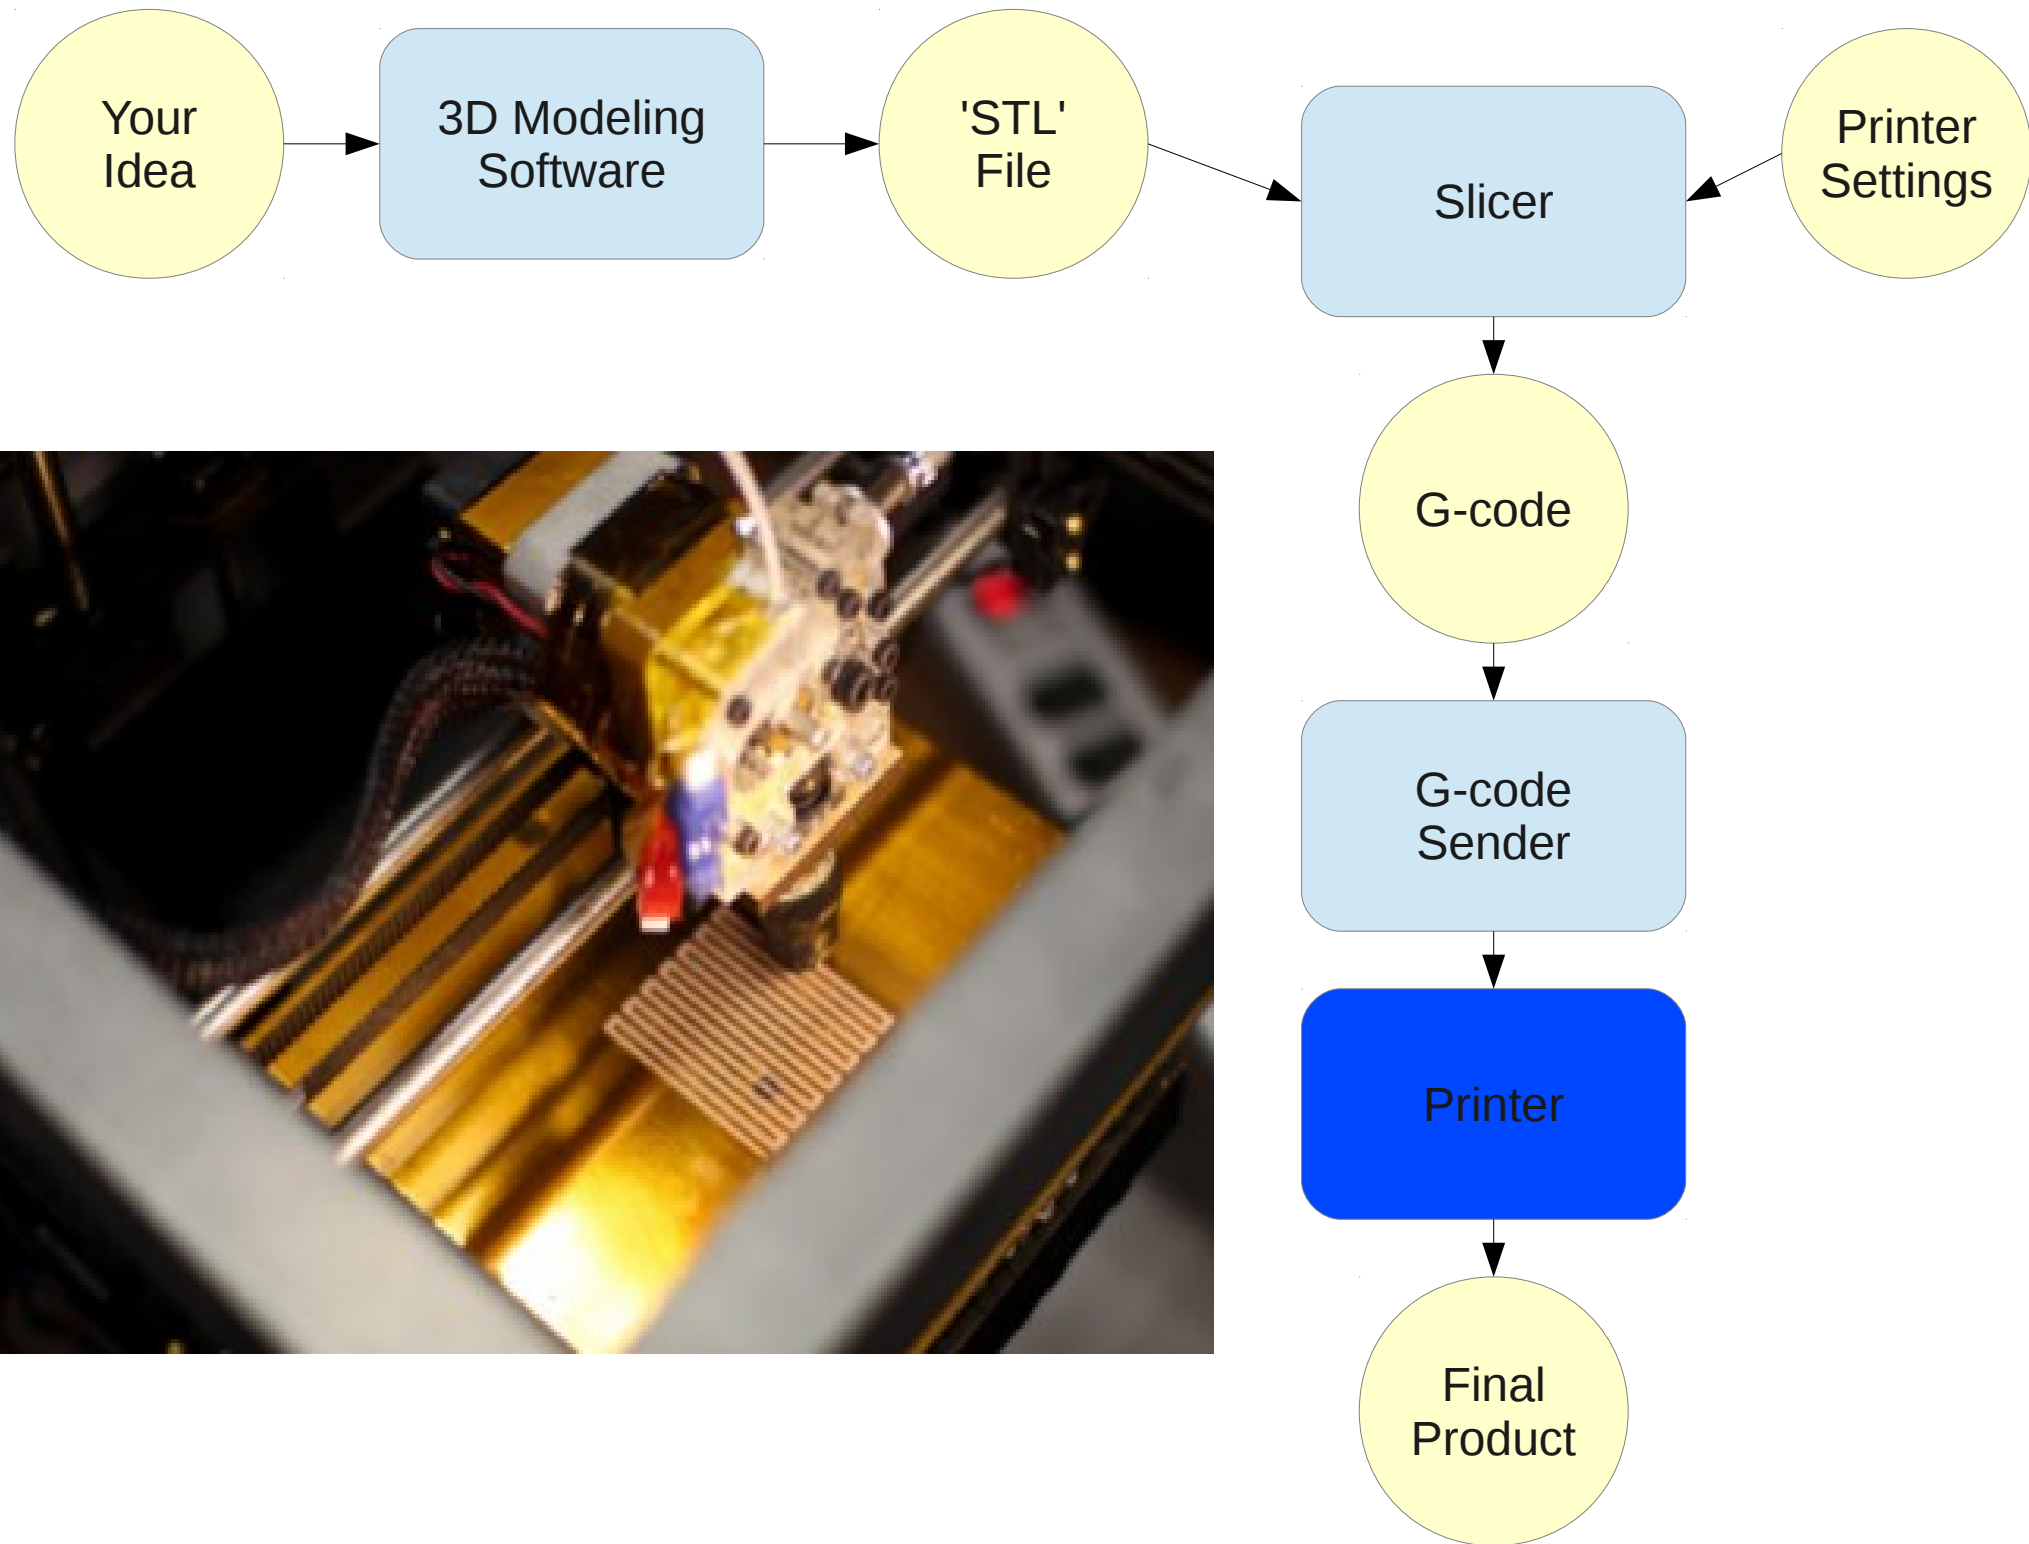 Your
Idea
3D Modeling
Software
'STL'
File
Slicer
Printer
Settings
G-code
G-code
Sender
Printer
Final
Product